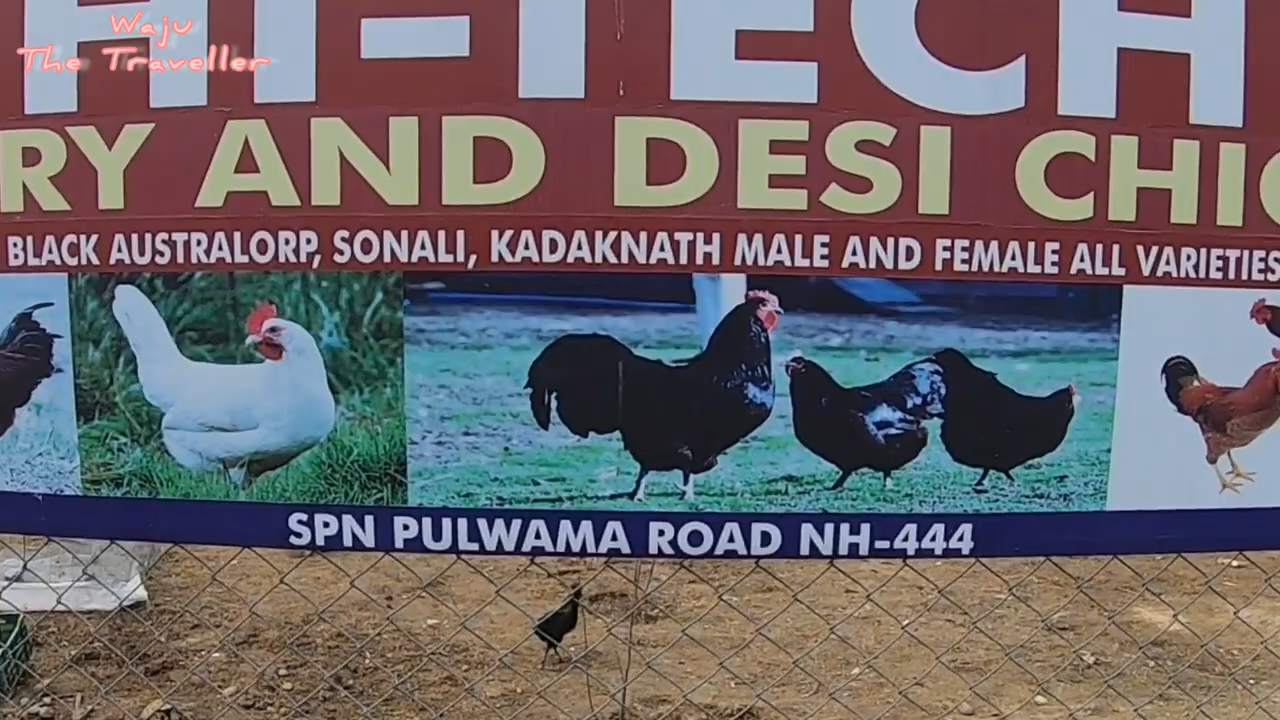 Waju
The Traveller
HI-TECH
RY AND DESI CHIC
BLACK AUSTRALORP, SONALI, KADAKNATH MALE AND FEMALE ALL VARIETIES
SPN PULWAMA ROAD NH-444